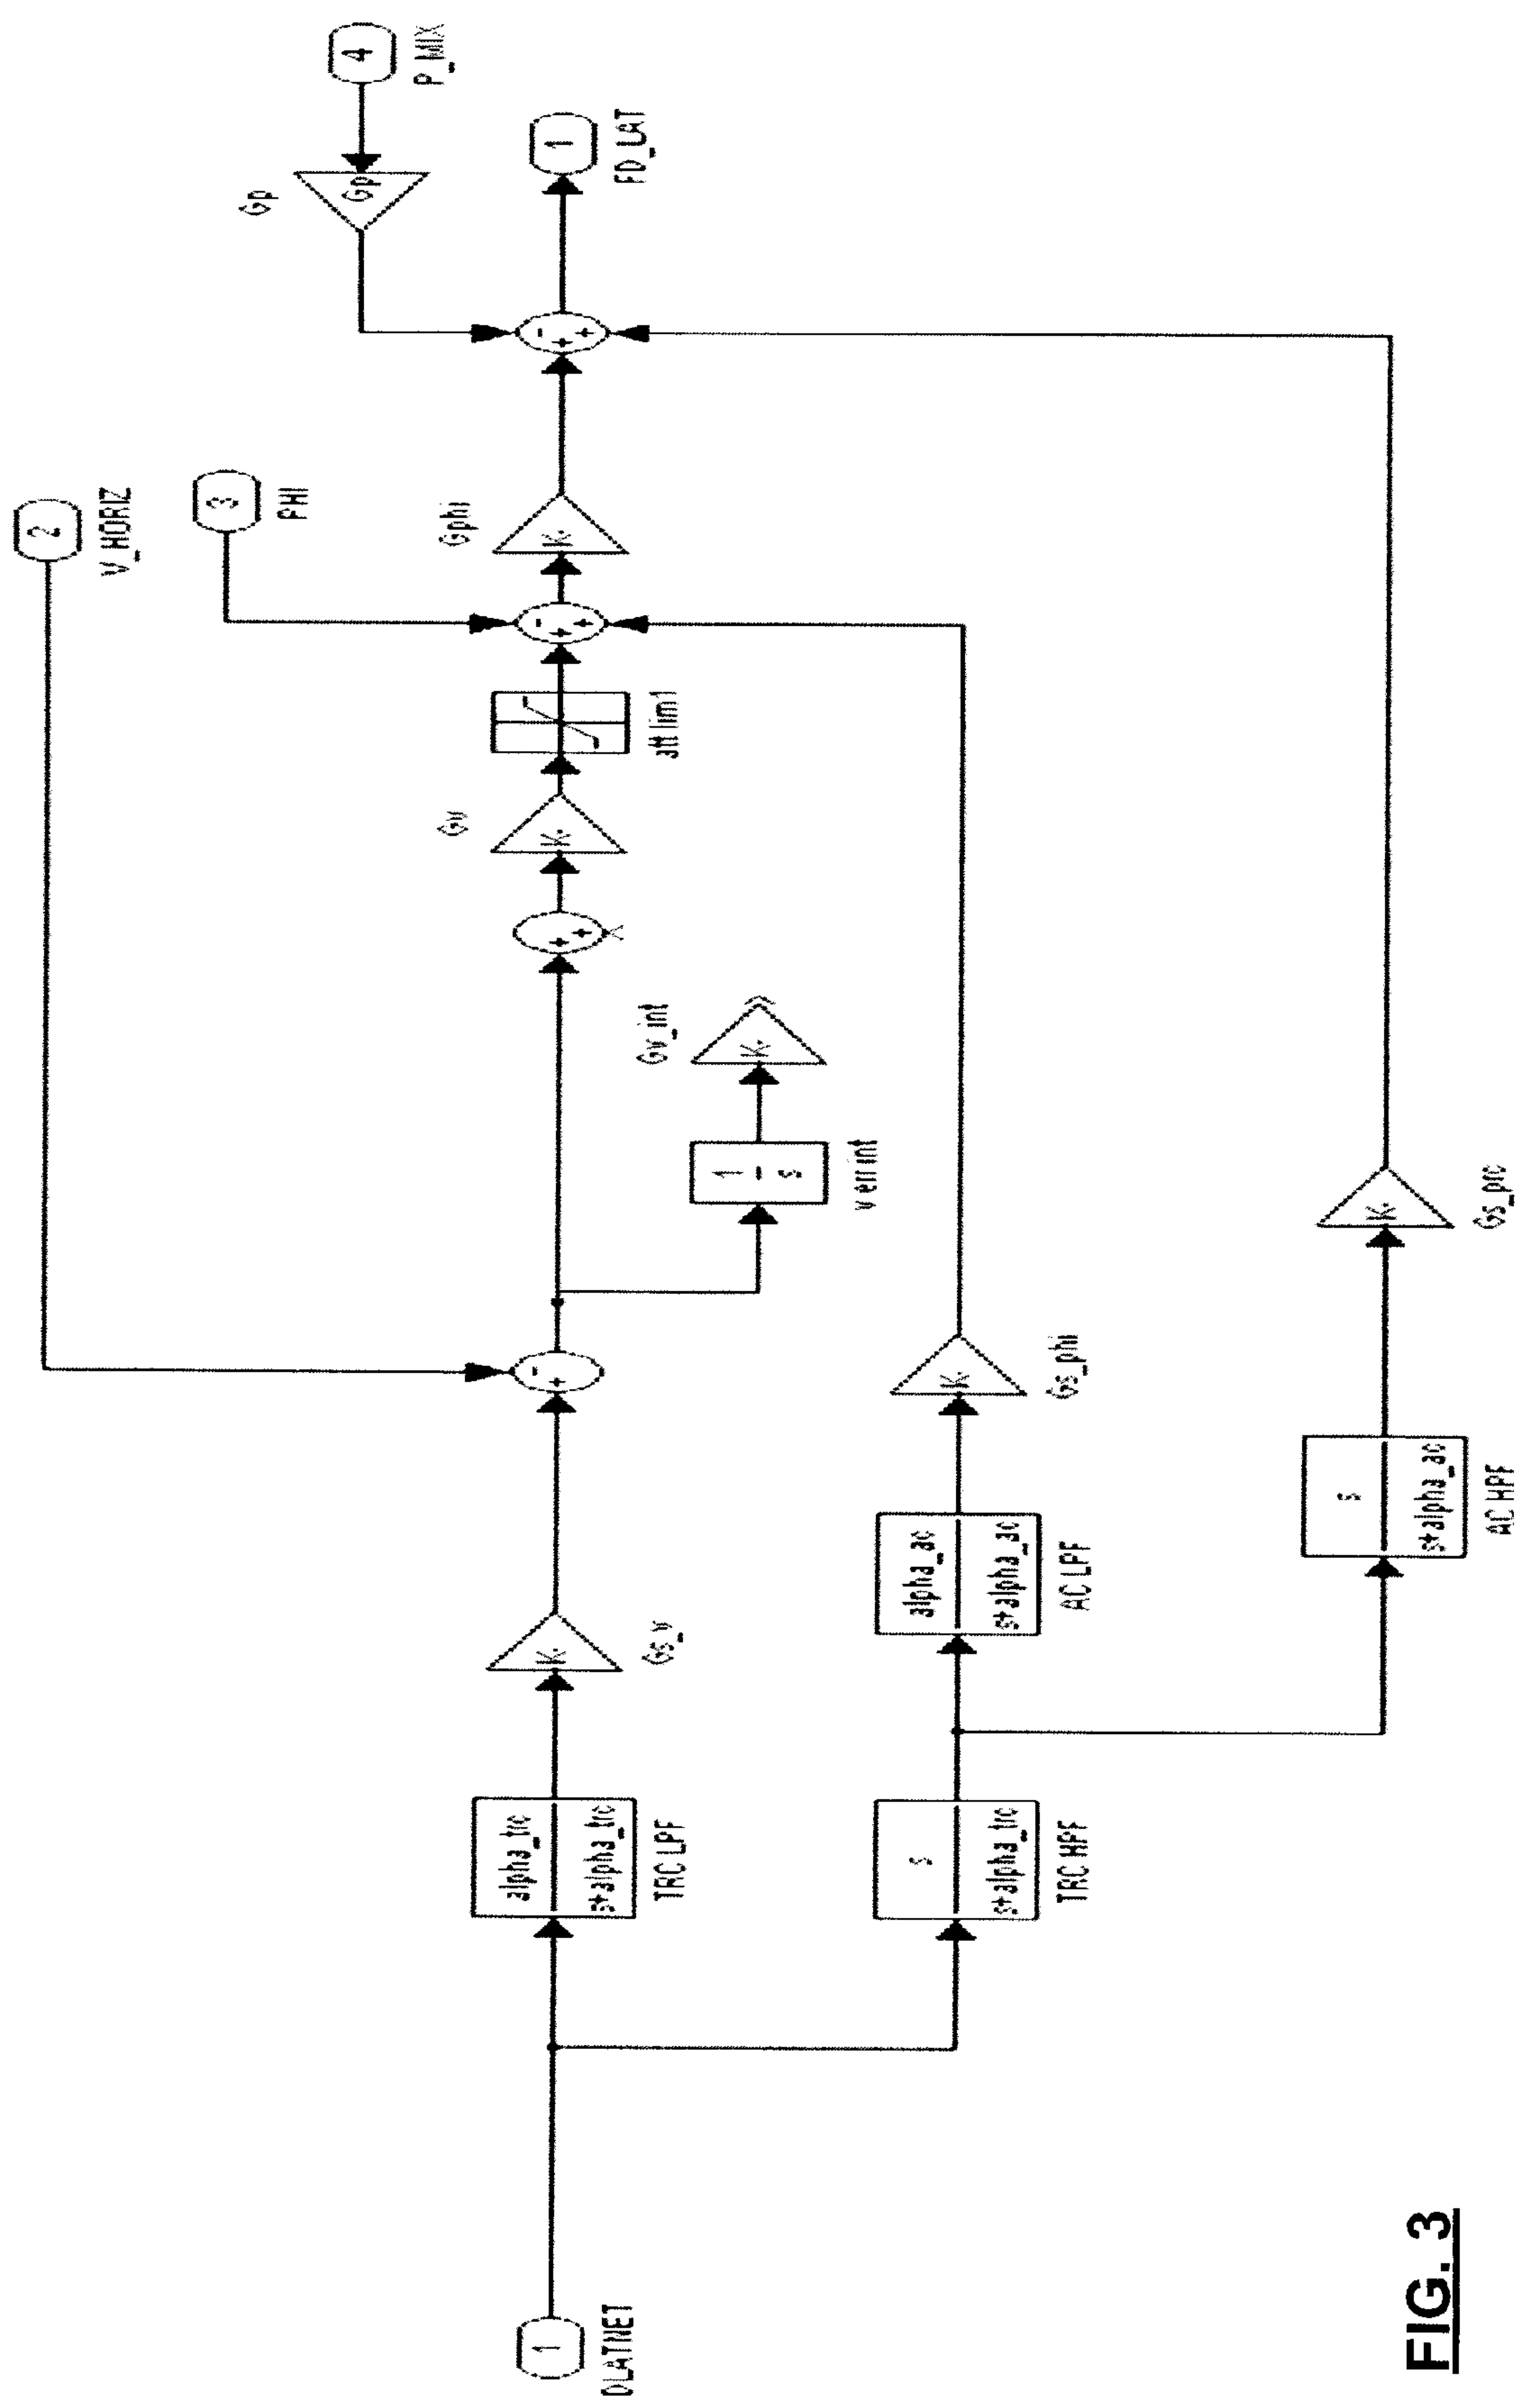 2
V_HORIZ
3
PHI
4
P_MIX
Gp
Gp
1
DLATNET
alpha_trc
s+alpha_trc
TRC LPF
K-
Gs_v
-
+
+
+
Gv
K-
att lim1
-
+
+
Gphi
K-
-
+
+
1
FD_LAT
1
s
v err int
Gv_int
K-
s
s+alpha_trc
TRC HPF
alpha_ac
s+alpha_ac
AC LPF
K-
Gs_phi
s
s+alpha_ac
AC HPF
K-
Gs_prc
FIG. 3